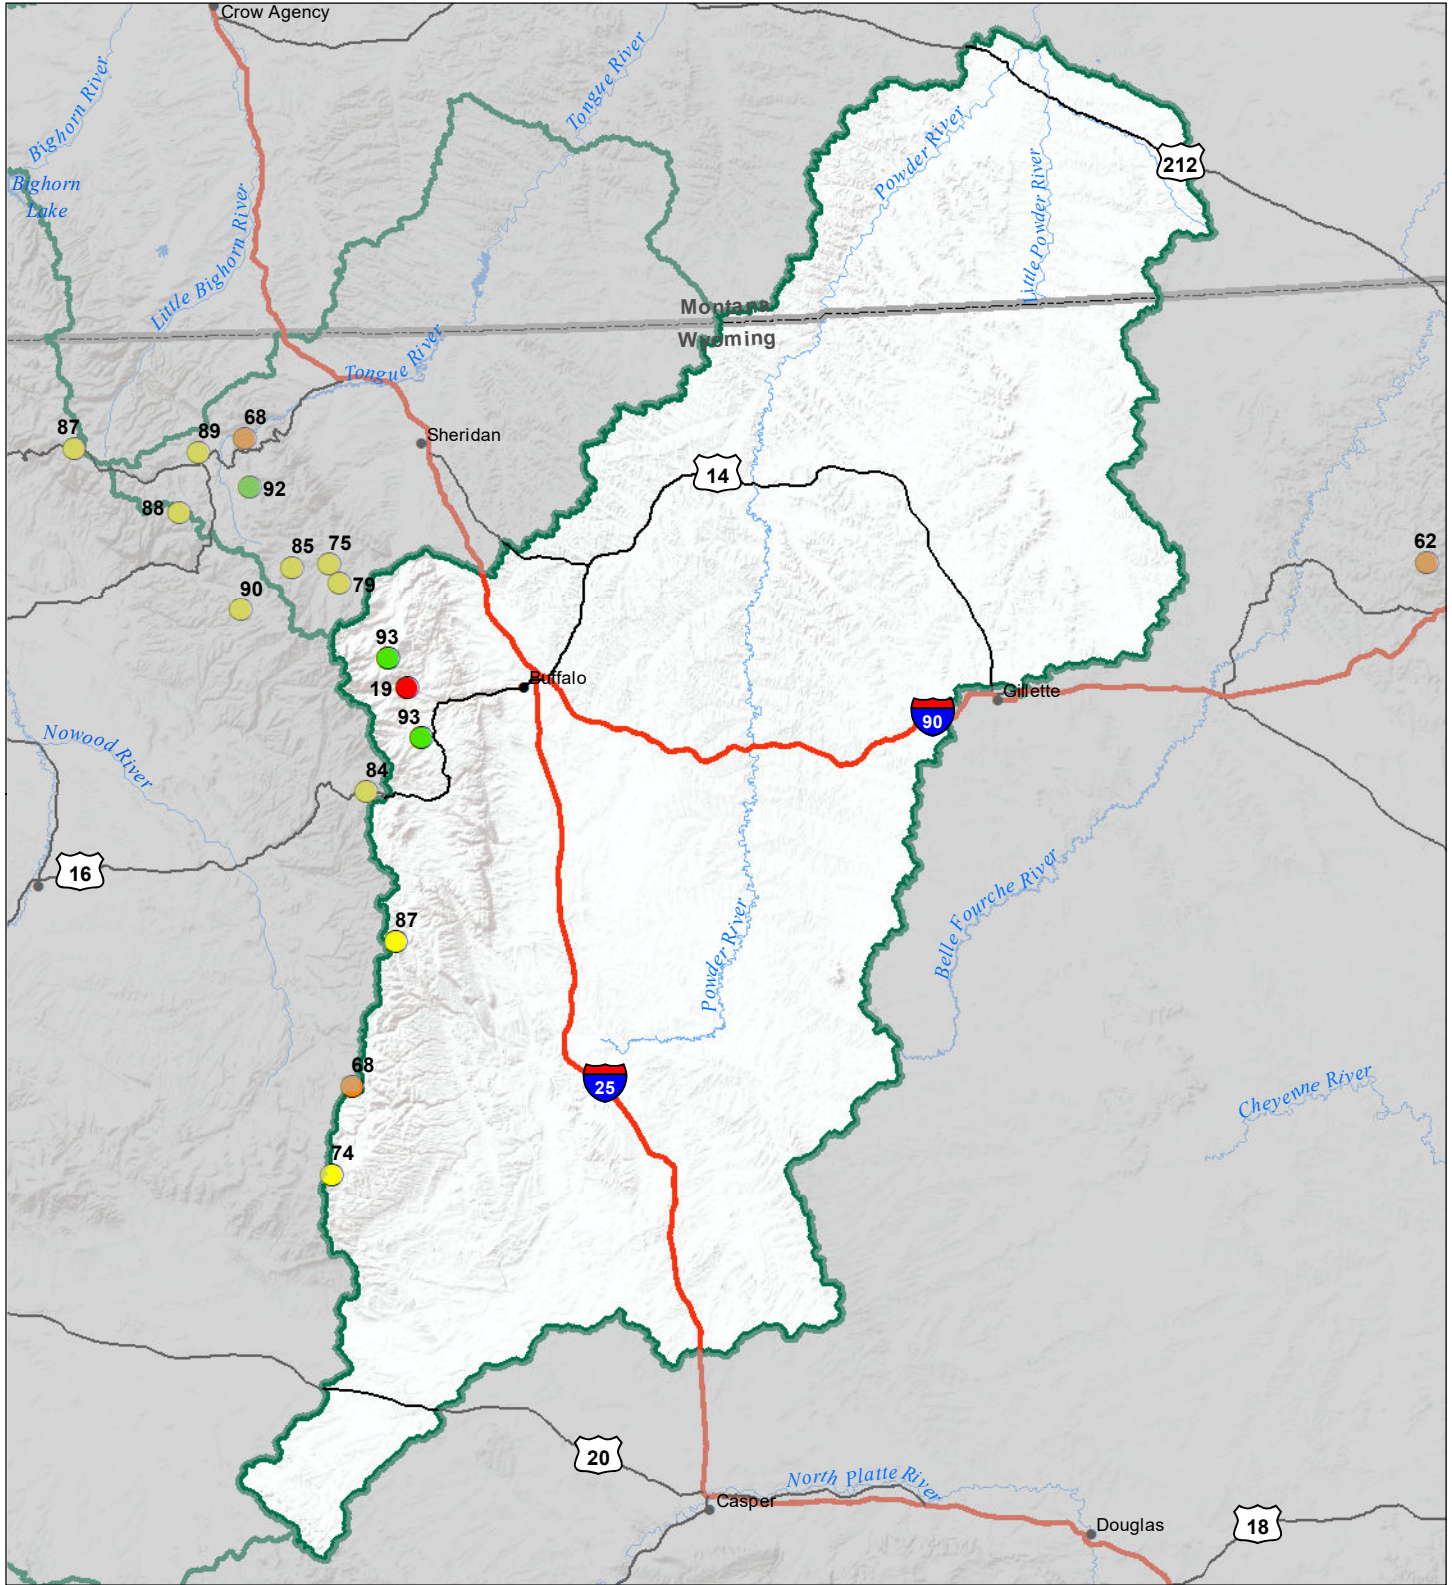 Crow Agency
Bighorn River
Tongue River
Powder River
212
Bighorn
Lake
Little Powder River
Little Bighorn River
Montana
Wyoming
Tongue River
68
87
89
Sheridan
14
92
88
62
85
75
79
90
93
19
Buffalo
Gillette
90
93
Nowood River
84
16
87
Belle Fourche River
Powder River
68
25
Cheyenne River
74
20
North Platte River
Casper
Douglas
18